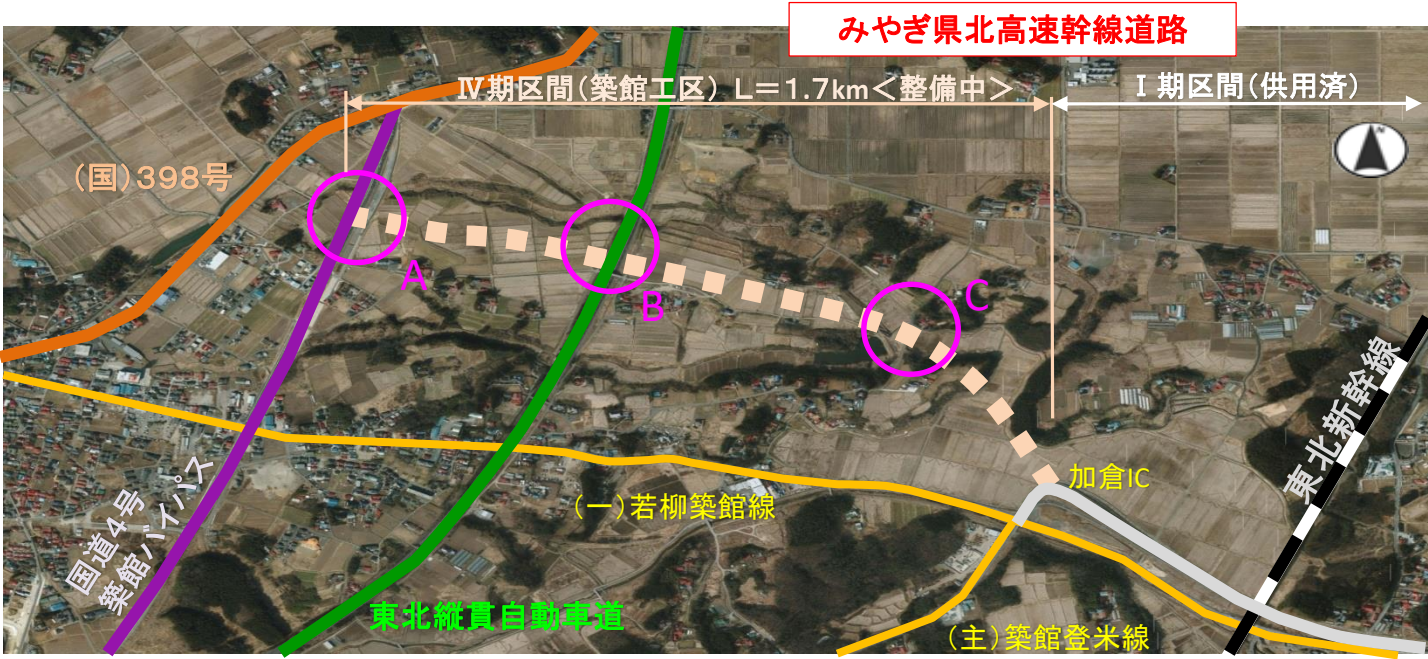 みやぎ県北高速幹線道路
Ⅳ期区間(築館工区) L=1.7km<整備中>
Ⅰ期区間(供用済)
N
(国)398号
A
B
C
東北新幹線
加倉IC
(一)若柳築館線
国道4号
築館バイパス
東北縦貫自動車道
(主)築館登米線